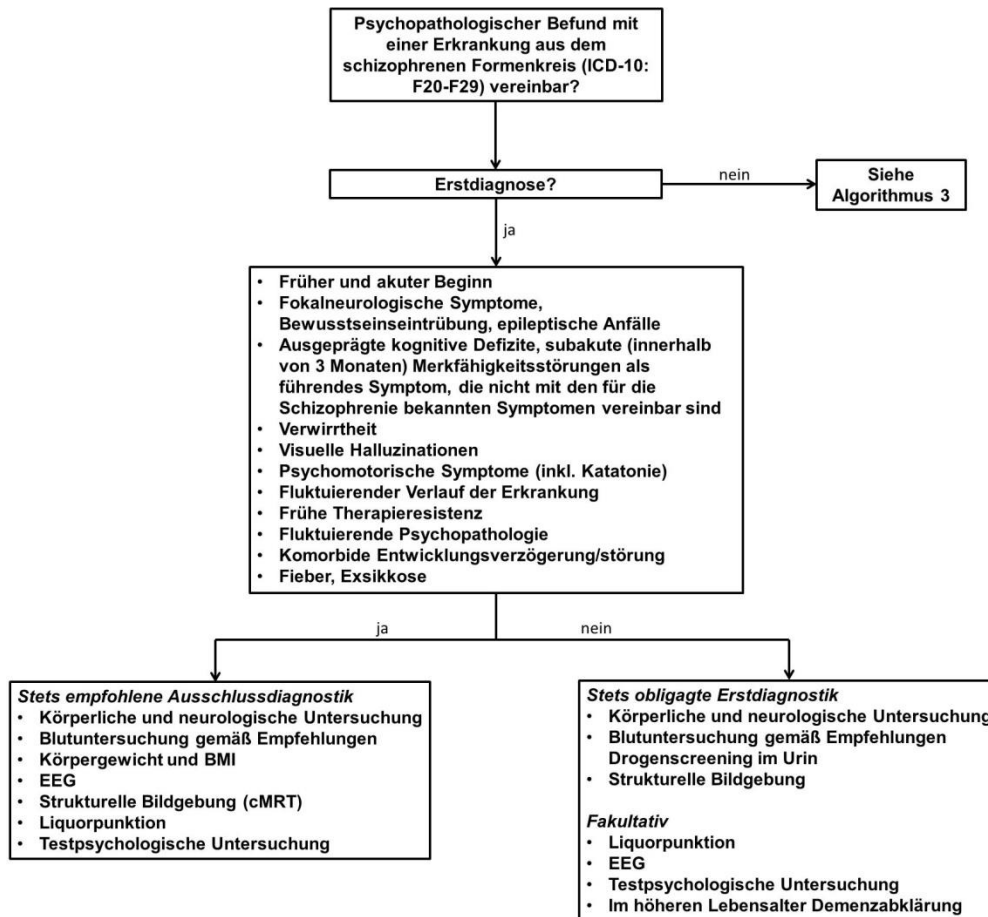 Psychopathologischer Befund mit
einer Erkrankung aus dem
schizophrenen Formenkreis (ICD-10:
F20-F29) vereinbar?
Erstdiagnose?
nein
Siehe
Algorithmus 3
ja
• Früher und akuter Beginn
• Fokalneurologische Symptome,
Bewusstseinseintrübung, epileptische Anfälle
• Ausgeprägte kognitive Defizite, subakute (innerhalb
von 3 Monaten) Merkfähigkeitsstörungen als
führendes Symptom, die nicht mit den für die
Schizophrenie bekannten Symptomen vereinbar sind
• Verwirrtheit
• Visuelle Halluzinationen
• Psychomotorische Symptome (inkl. Katatonie)
• Fluktuierender Verlauf der Erkrankung
• Frühe Therapieresistenz
• Fluktuierende Psychopathologie
• Komorbide Entwicklungsverzögerung/störung
• Fieber, Exsikkose
ja
nein
Stets empfohlene Ausschlussdiagnostik
• Körperliche und neurologische Untersuchung
• Blutuntersuchung gemäß Empfehlungen
• Körpergewicht und BMI
• EEG
• Strukturelle Bildgebung (cMRT)
• Liquorpunktion
• Testpsychologische Untersuchung
Stets obligagte Erstdiagnostik
• Körperliche und neurologische Untersuchung
• Blutuntersuchung gemäß Empfehlungen
Drogenscreening im Urin
• Strukturelle Bildgebung
Fakultativ
• Liquorpunktion
• EEG
• Testpsychologische Untersuchung
• Im höheren Lebensalter Demenzabklärung